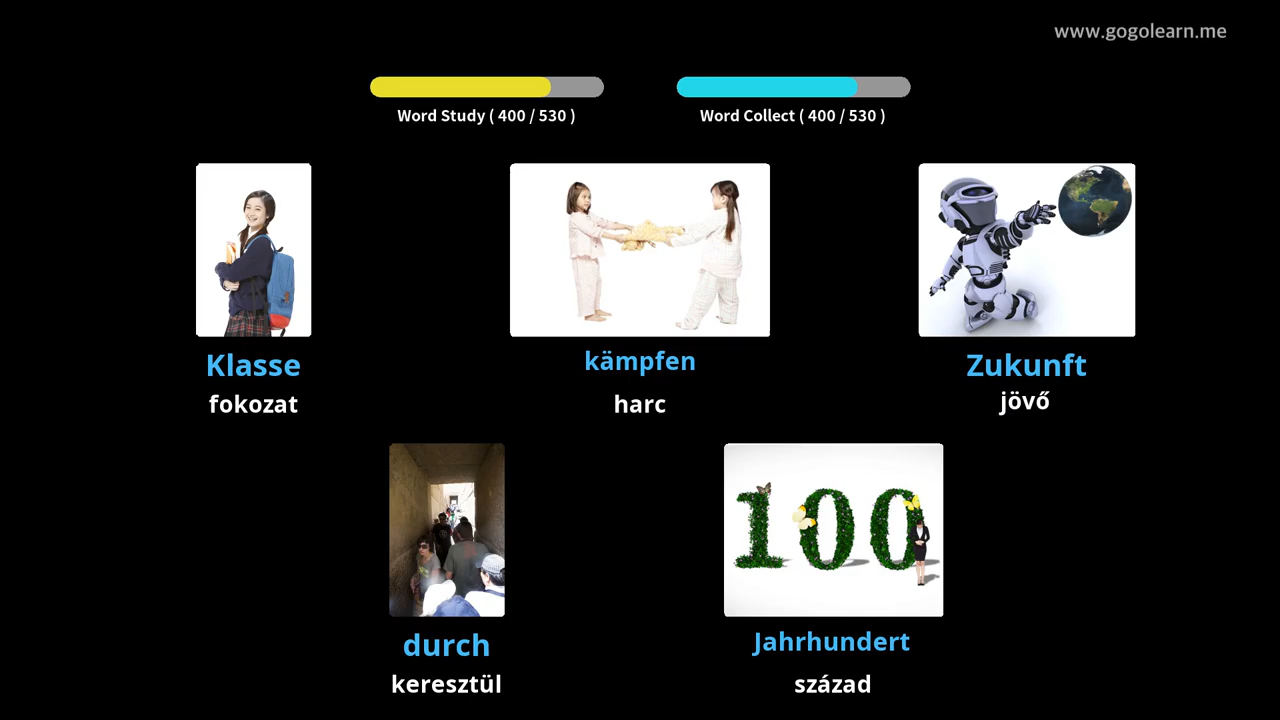 www.gogolearn.me
Word Study ( 400 / 530 )
Word Collect ( 400 / 530 )
Klasse
fokozat
kämpfen
harc
Zukunft
jövő
durch
keresztül
Jahrhundert
század